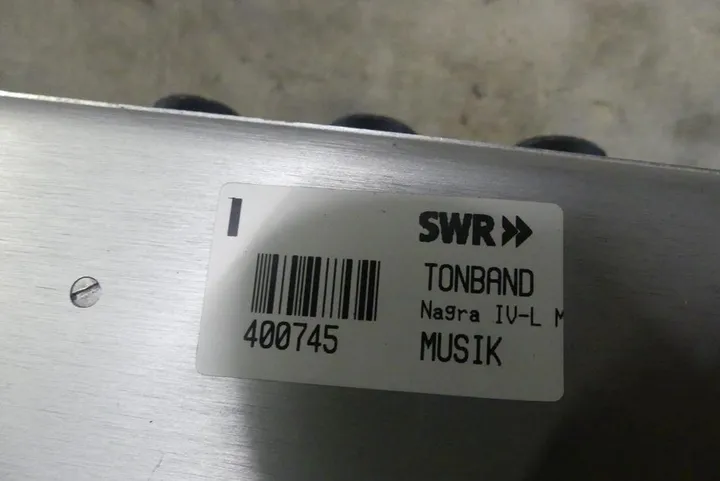 SWR
TONBAND
Nagra IV-L M
400745
MUSIK